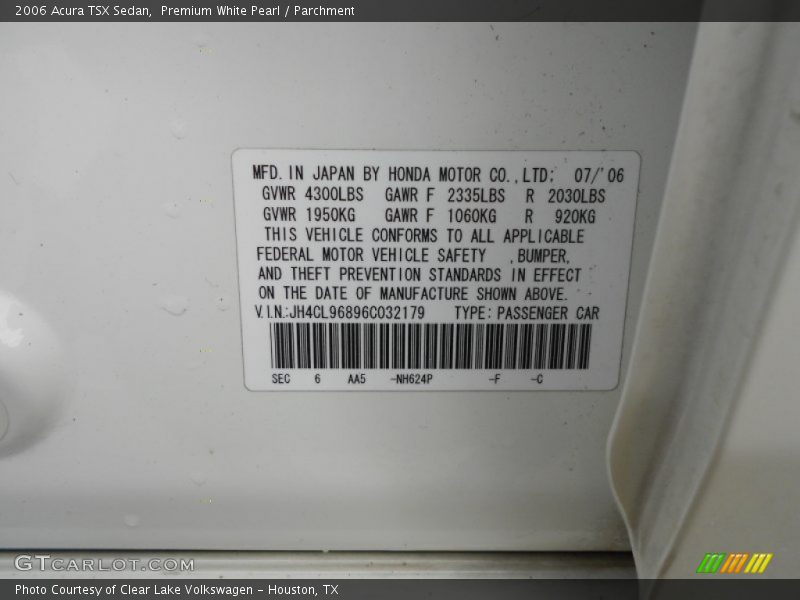 2006 Acura TSX Sedan,  Premium White Pearl / Parchment
MFD. IN JAPAN BY HONDA MOTOR CO., LTD; 07/'06
GVWR 4300LBS GAWR F 2335LBS R 2030LBS
GVWR 1950KG GAWR F 1060KG R 920KG
THIS VEHICLE CONFORMS TO ALL APPLICABLE
FEDERAL MOTOR VEHICLE SAFETY , BUMPER,
AND THEFT PREVENTION STANDARDS IN EFFECT
ON THE DATE OF MANUFACTURE SHOWN ABOVE.
V.I.N.:JH4CL96896C032179 TYPE: PASSENGER CAR
SEC 6 AA5 -NH624P -F -C
GTCARLOT.COM
Photo Courtesy of Clear Lake Volkswagen - Houston, TX